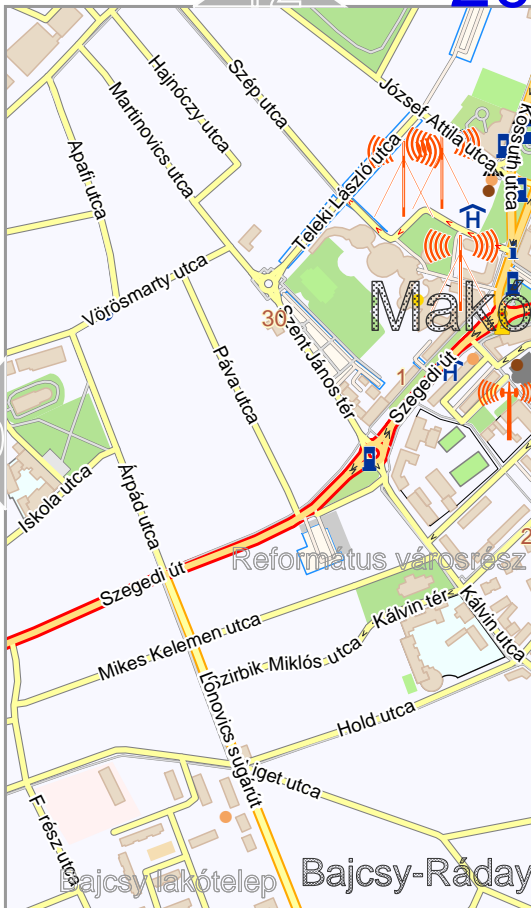 Hajnóczy utca
Szép utca
Martinovics utca
József Attila utca
Kossuth utca
Apafi utca
Teleki László utca
H
Vörösmarty utca
Makó
30
Szent János tér
Páva utca
1
H
Szegedi út
Iskola utca
Árpád utca
2
Református városrész
Szegedi út
Kálvin tér
Kálvin utca
Mikes Kelemen utca
Szirbik Miklós utca
Hold utca
Lonovics sugárút
Liget utca
Bajcsy lakótelep
Bajcsy-Ráday